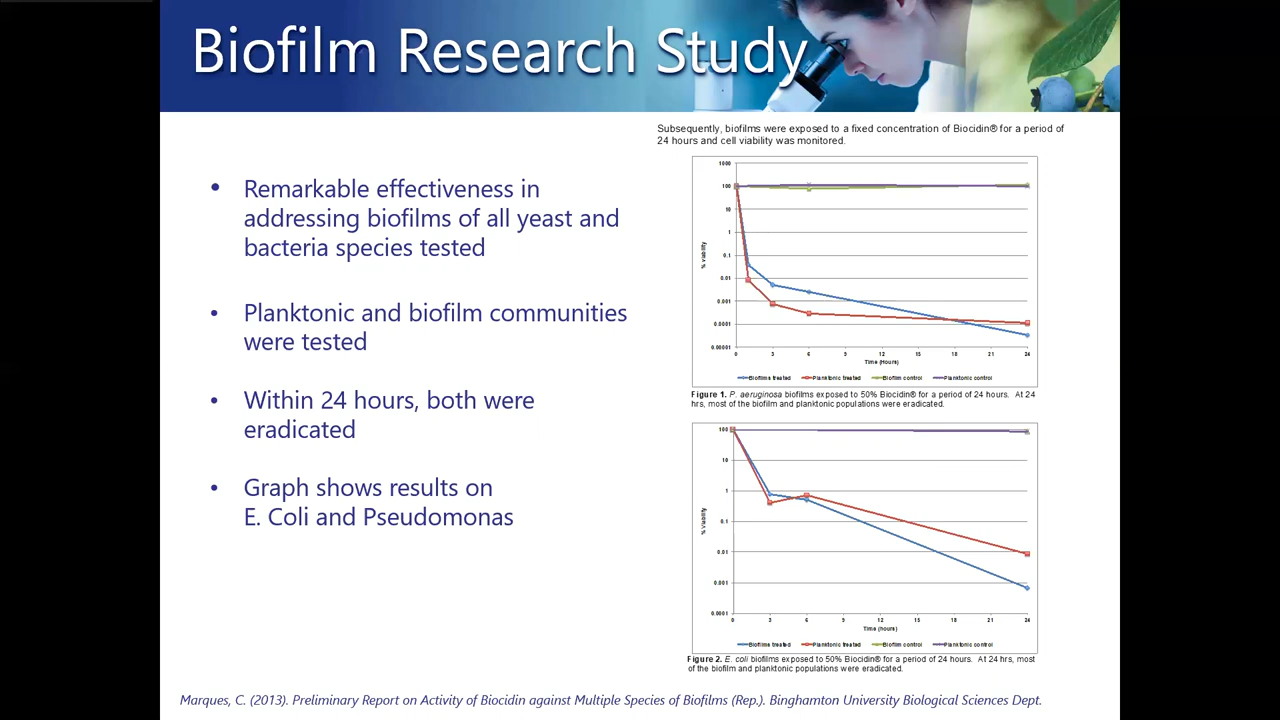 Biofilm Research Study
Subsequently, biofilms were exposed to a fixed concentration of Biocidin® for a period of
24 hours and cell viability was monitored.
• Remarkable effectiveness in
addressing biofilms of all yeast and
bacteria species tested
• Planktonic and biofilm communities
were tested
• Within 24 hours, both were
eradicated
• Graph shows results on
E. Coli and Pseudomonas
1000
100
10
1
0.1
0.01
0.001
0.0001
0.00001
% viability
0 3 6 9 12 15 18 21 24
Time (Hours)
Biofilms treated Planktonic treated Biofilm control Planktonic control
Figure 1. P. aeruginosa biofilms exposed to 50% Biocidin® for a period of 24 hours. At 24
hrs, most of the biofilm and planktonic populations were eradicated.
100
10
1
0.1
0.01
0.001
0.0001
% Viability
0 3 6 9 12 15 18 21 24
Time (hours)
Biofilms treated Planktonic treated Biofilm control Planktonic control
Figure 2. E. coli biofilms exposed to 50% Biocidin® for a period of 24 hours. At 24 hrs, most
of the biofilm and planktonic populations were eradicated.
Marques, C. (2013). Preliminary Report on Activity of Biocidin against Multiple Species of Biofilms (Rep.). Binghamton University Biological Sciences Dept.